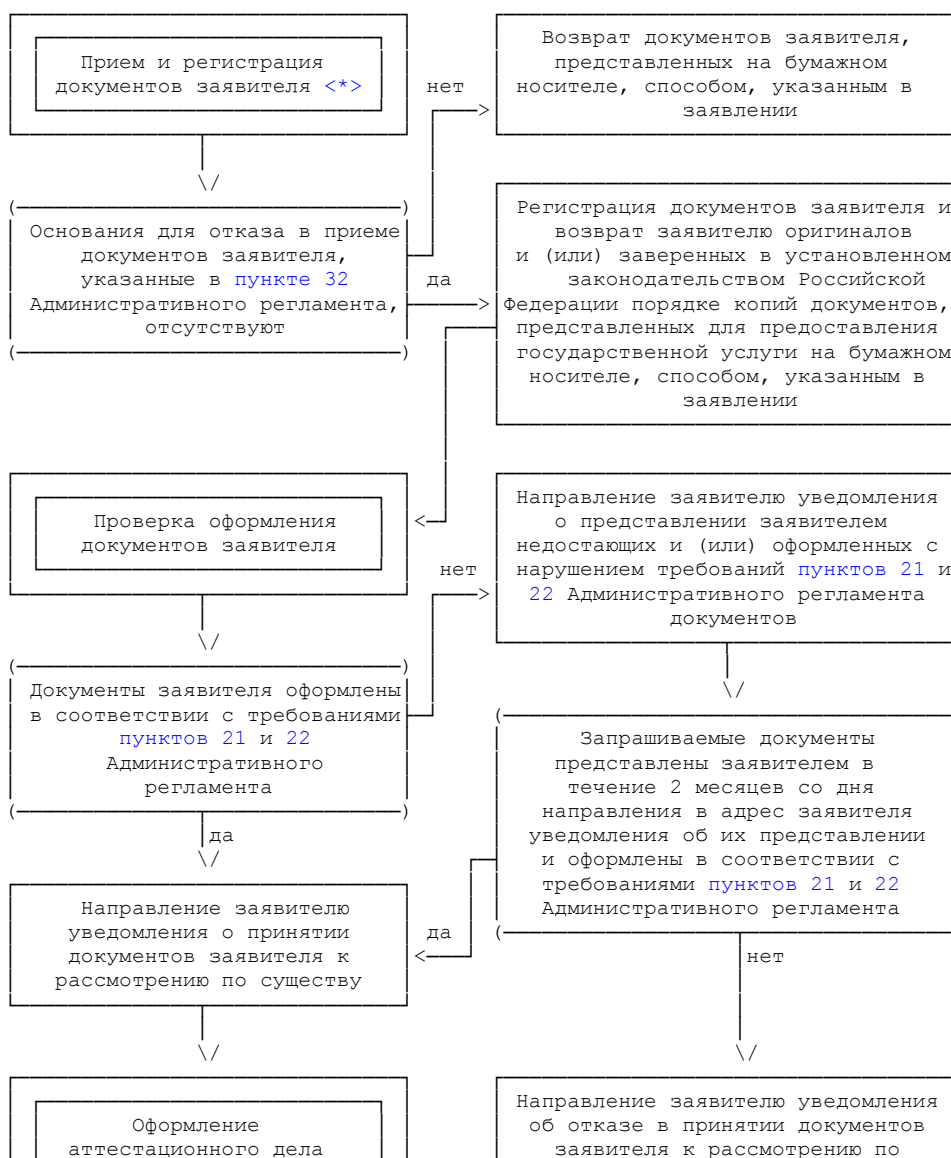 Прием и регистрация
документов заявителя <*>
нет
Возврат документов заявителя,
представленных на бумажном
носителе, способом, указанным в
заявлении
Основания для отказа в приеме
документов заявителя,
указанные в пункте 32
Административного регламента,
отсутствуют
да
Регистрация документов заявителя и
возврат заявителю оригиналов
и (или) заверенных в установленном
законодательством Российской
Федерации порядке копий документов,
представленных для предоставления
государственной услуги на бумажном
носителе, способом, указанным в
заявлении
Проверка оформления
документов заявителя
нет
Направление заявителю уведомления
о представлении заявителем
недостающих и (или) оформленных с
нарушением требований пунктов 21 и
22 Административного регламента
документов
Документы заявителя оформлены
в соответствии с требованиями
пунктов 21 и 22
Административного
регламента
да
Запрашиваемые документы
представлены заявителем в
течение 2 месяцев со дня
направления в адрес заявителя
уведомления об их представлении
и оформлены в соответствии с
требованиями пунктов 21 и 22
Административного регламента
да
нет
Направление заявителю
уведомления о принятии
документов заявителя к
рассмотрению по существу
Оформление
аттестационного дела
Направление заявителю уведомления
об отказе в принятии документов
заявителя к рассмотрению по